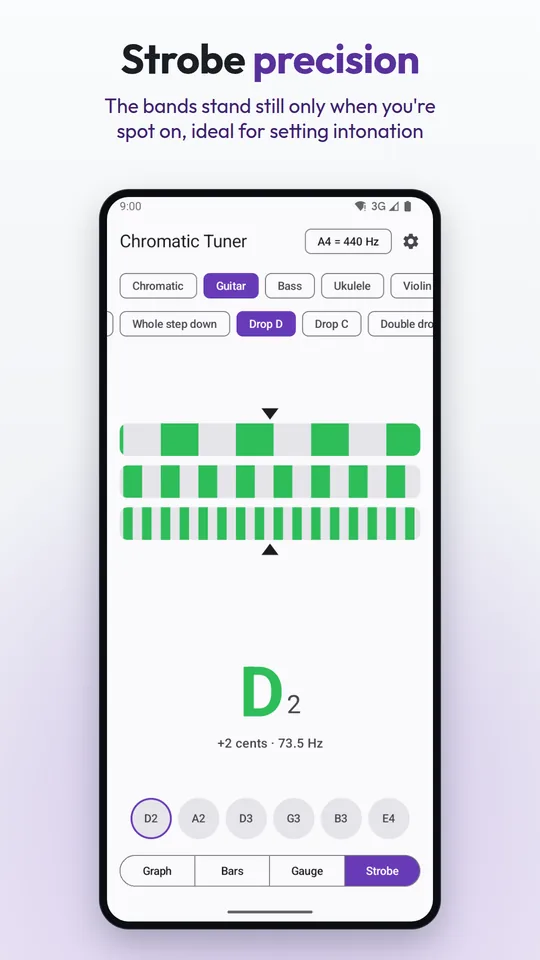 Strobe precision
The bands stand still only when you're
spot on, ideal for setting intonation
9:00 3G
Chromatic Tuner A4 = 440 Hz
Chromatic Guitar Bass Ukulele Violin
Whole step down Drop D Drop C Double dro
D2
+2 cents · 73.5 Hz
D2 A2 D3 G3 B3 E4
Graph Bars Gauge Strobe